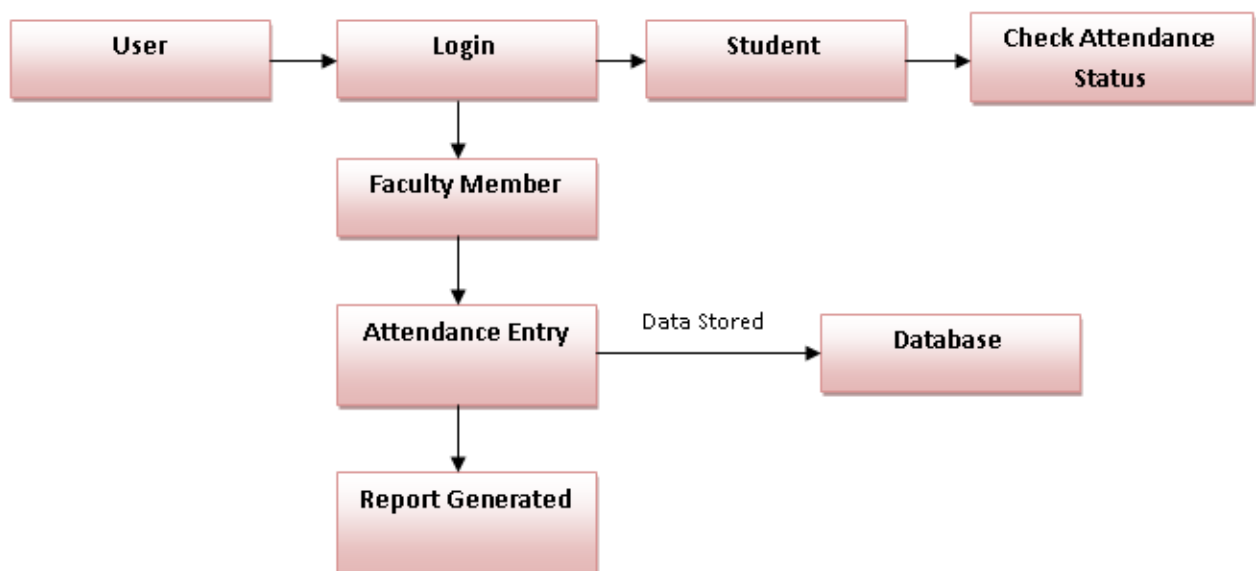 User
Login
Student
Check Attendance
Status
Faculty Member
Attendance Entry
Data Stored
Database
Report Generated